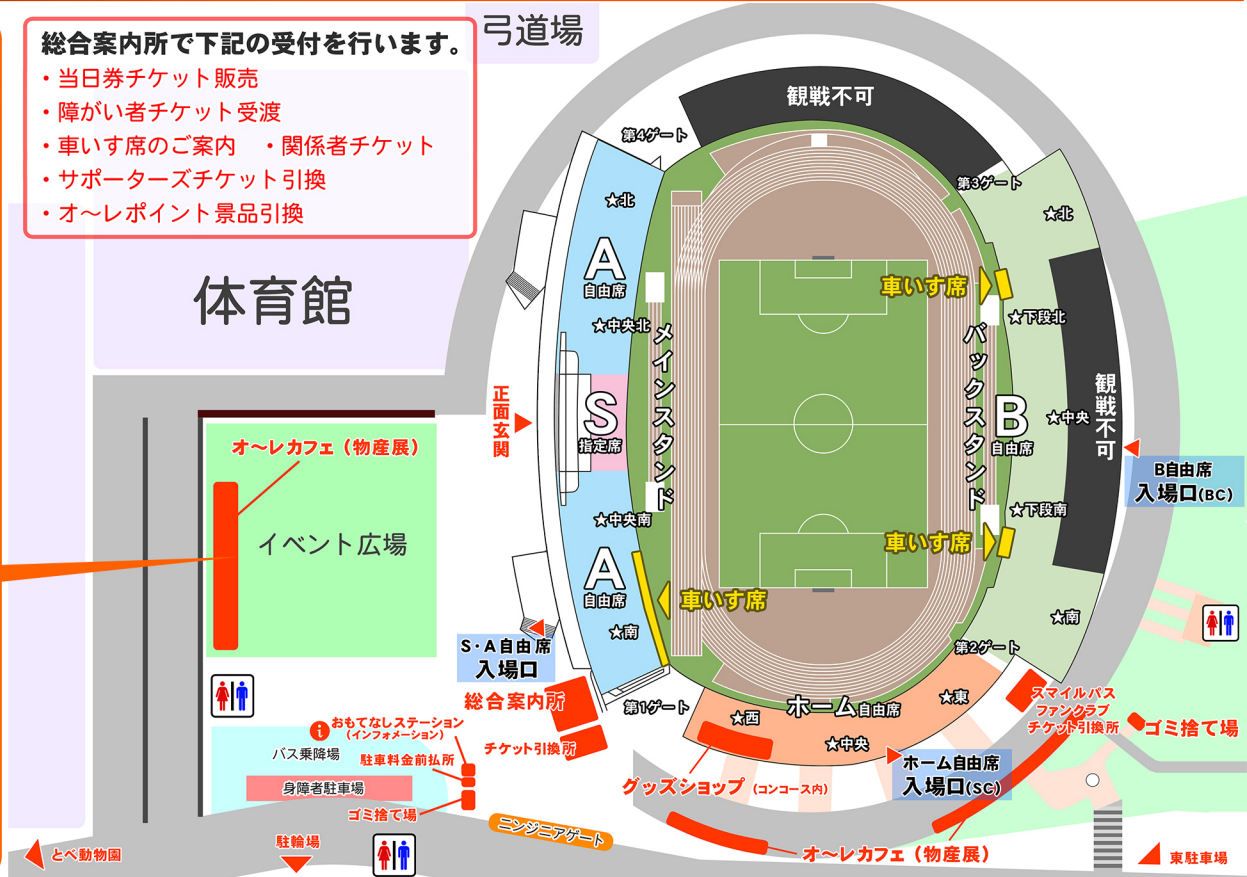 総合案内所で下記の受付を行います。
・当日券チケット販売
・障がい者チケット受渡
・車いす席のご案内 ・関係者チケット
・サポーターズチケット引換
・オ〜レポイント景品引換
弓道場
体育館
観戦不可
第4ゲート
第3ゲート
★北
A
自由席
★中央北
メインスタンド
S
指定席
★中央南
A
自由席
★南
正面玄関
車いす席
車いす席
車いす席
バックスタンド
★北
★下段北
B
自由席
★中央
★下段南
★南
観戦不可
B自由席
入場口(BC)
オ〜レカフェ（物産展）
イベント広場
S・A自由席
入場口
総合案内所
チケット引換所
第1ゲート
第2ゲート
★西
ホーム自由席
★東
★中央
グッズショップ（コンコース内）
ホーム自由席
入場口(SC)
スマイルパス
ファンクラブ
チケット引換所
ゴミ捨て場
オ〜レカフェ（物産展）
i
おもてなしステーション
（インフォメーション）
バス乗降場
駐車料金前払所
身障者駐車場
ゴミ捨て場
ニンジニアゲート
とべ動物園
駐輪場
東駐車場